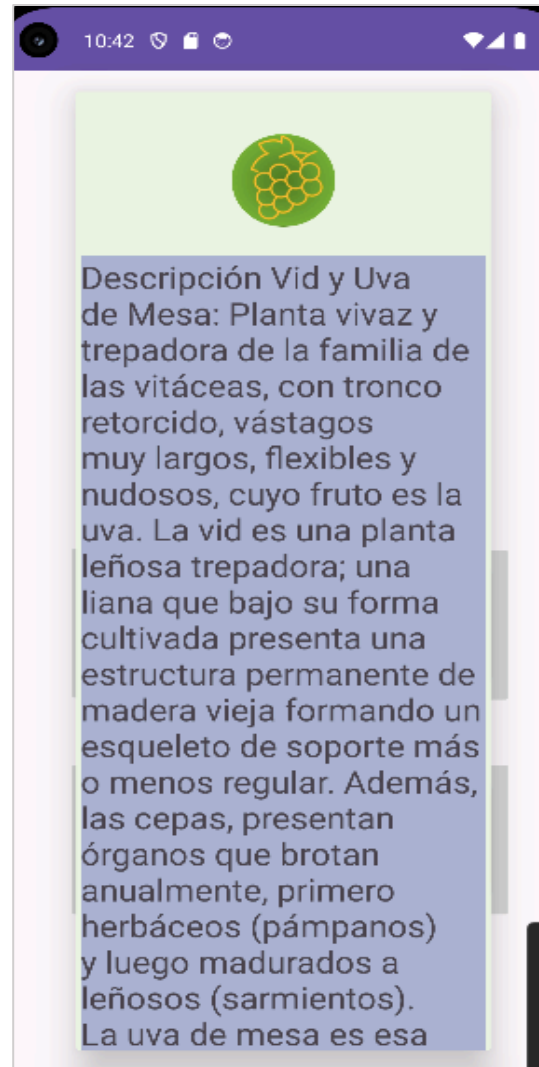 10:42
Descripción Vid y Uva
de Mesa: Planta vivaz y
trepadora de la familia de
las vitáceas, con tronco
retorcido, vástagos
muy largos, flexibles y
nudosos, cuyo fruto es la
uva. La vid es una planta
leñosa trepadora; una
liana que bajo su forma
cultivada presenta una
estructura permanente de
madera vieja formando un
esqueleto de soporte más
o menos regular. Además,
las cepas, presentan
órganos que brotan
anualmente, primero
herbáceos (pámpanos)
y luego madurados a
leñosos (sarmientos).
La uva de mesa es esa